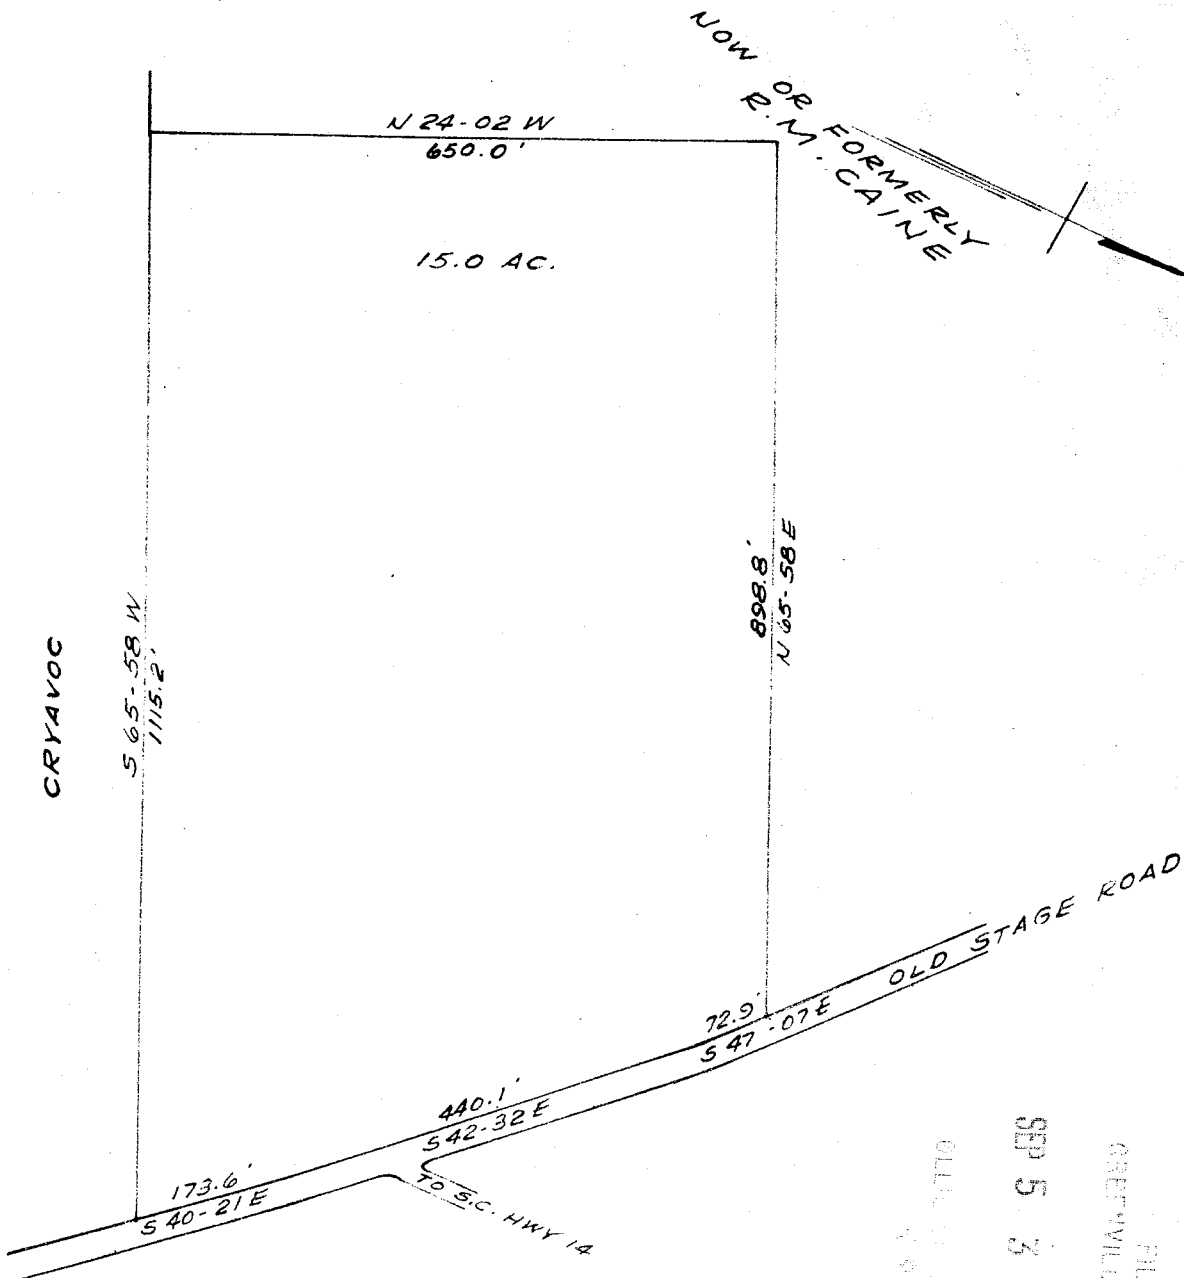 NOW OR FORMERLY
R.M. CAINE
N 24-02 W
650.0'
15.0 AC.
898.8'
N 65-58 E
CRYAVOC
S 65-58 W
1115.2'
OLD STAGE ROAD
72.9'
S 47-07 E
440.1'
S 42-32 E
173.6'
S 40-21 E
TO S.C. HWY 14
SEP 5 3